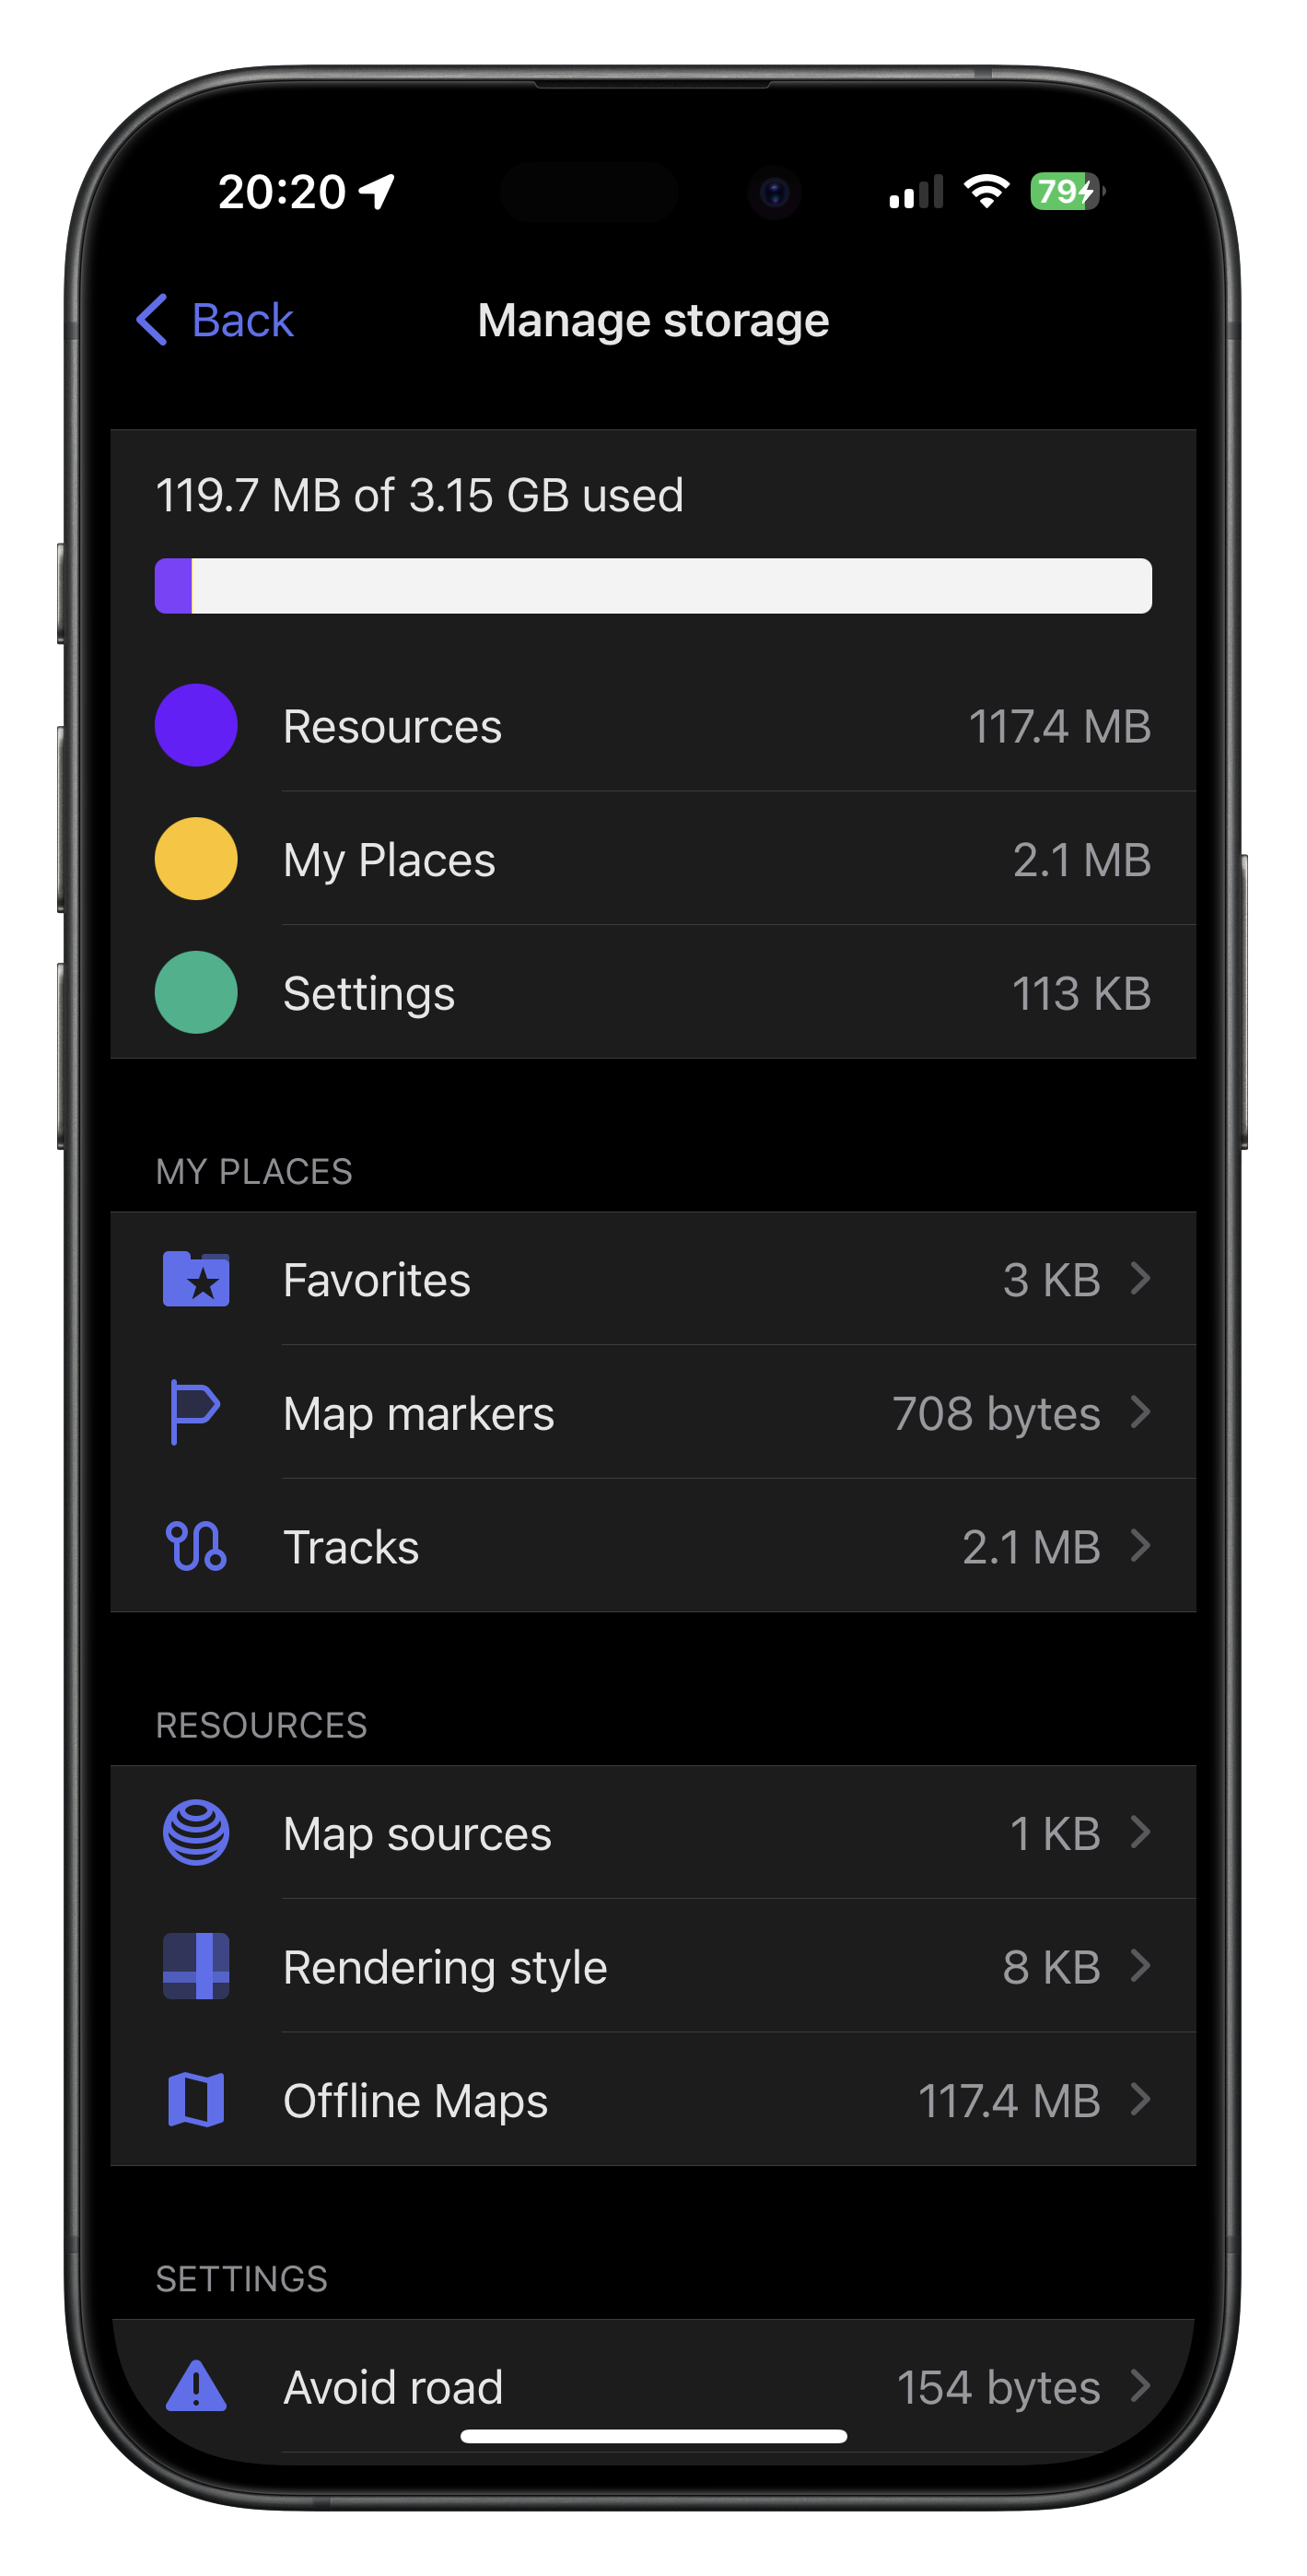 20:20
79
Back
Manage storage
119.7 MB of 3.15 GB used
Resources 117.4 MB
My Places 2.1 MB
Settings 113 KB
MY PLACES
Favorites 3 KB
Map markers 708 bytes
Tracks 2.1 MB
RESOURCES
Map sources 1 KB
Rendering style 8 KB
Offline Maps 117.4 MB
SETTINGS
Avoid road 154 bytes